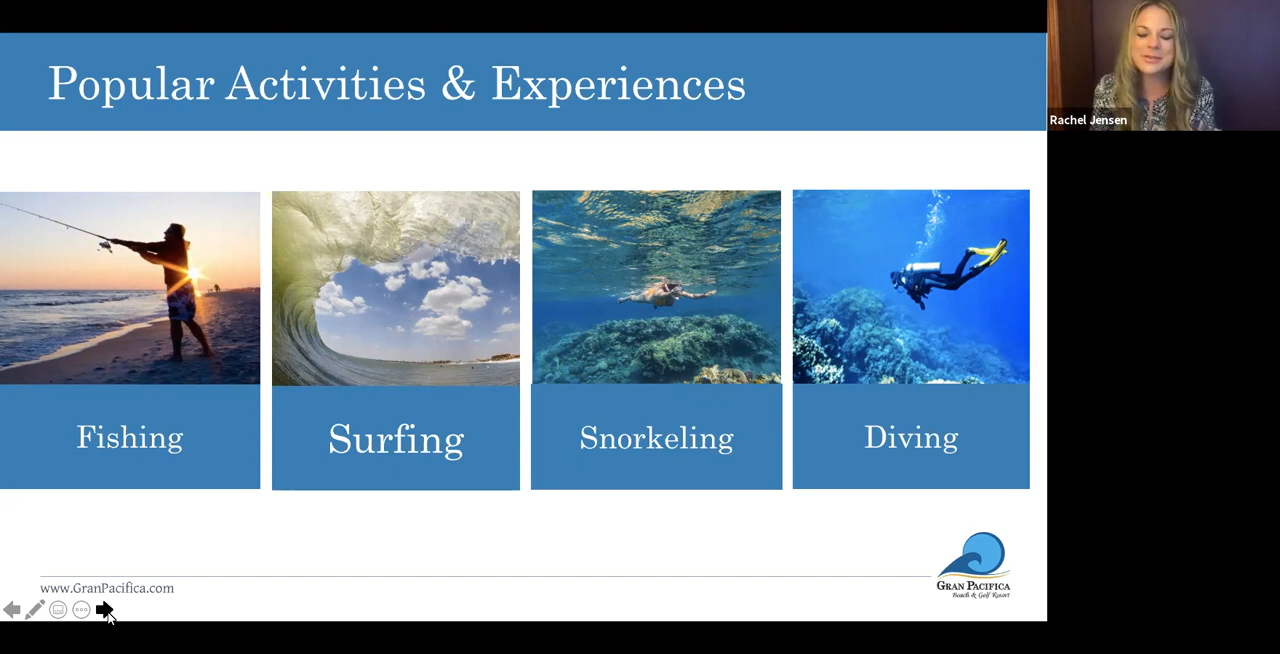 Popular Activities & Experiences
Rachel Jensen
Fishing
Surfing
Snorkeling
Diving
www.GranPacifica.com
GRAN PACIFICA
Beach & Golf Resort